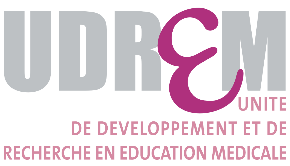 UDREM
UNITE
DE DEVELOPPEMENT ET DE
RECHERCHE EN EDUCATION MEDICALE